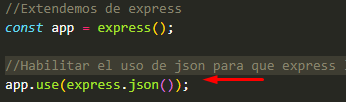 //Extendemos de express
const app = express();
//Habilitar el uso de json para que express
app.use(express.json());